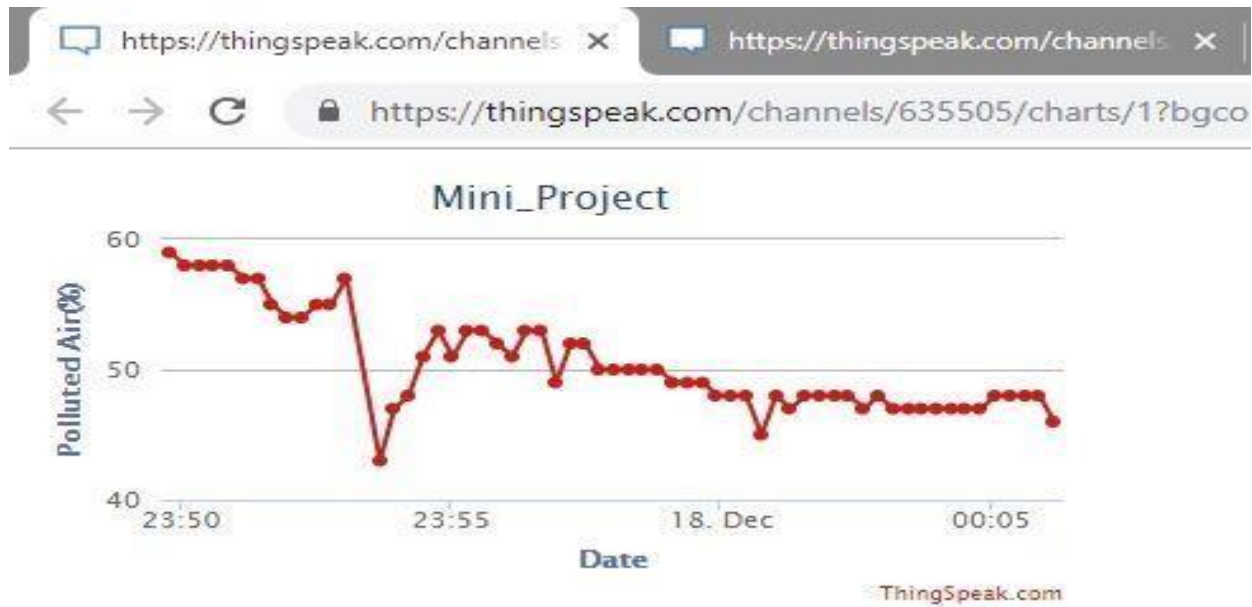 https://thingspeak.com/channels https://thingspeak.com/channels
https://thingspeak.com/channels/635505/charts/1?bgco
Mini_Project
Polluted Air(%)
60
50
40
23:50 23:55 18. Dec 00:05
Date
ThingSpeak.com